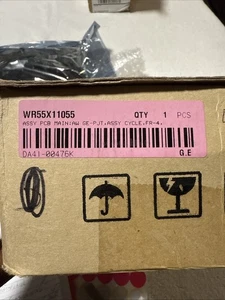 WR55X11055 QTY 1 PCS
ASSY PCB MAIN;AW GE-PJT,ASSY.CYCLE,FR-4,
DA41-00476K G.E